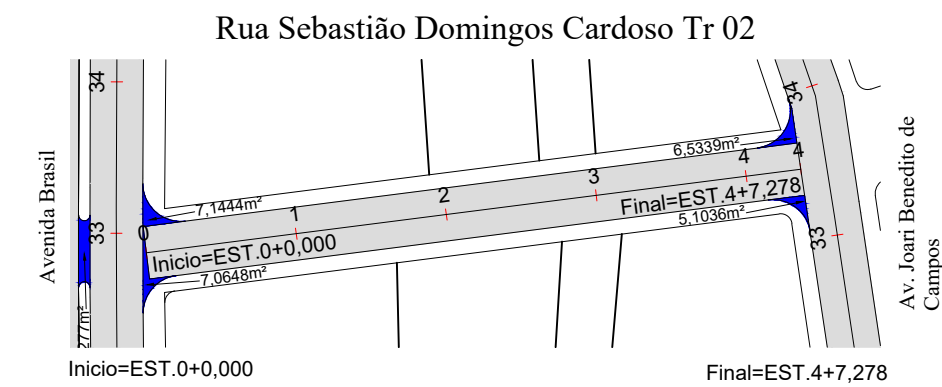 Rua Sebastião Domingos Cardoso Tr 02
34
34
Avenida Brasil
Av. Joari Benedito de
Campos
6,5339m²
4
4
3
2
1
7,1444m²
Final=EST.4+7,278
5,1036m²
33
0
33
Inicio=EST.0+0,000
7,0648m²
277m²
Inicio=EST.0+0,000
Final=EST.4+7,278